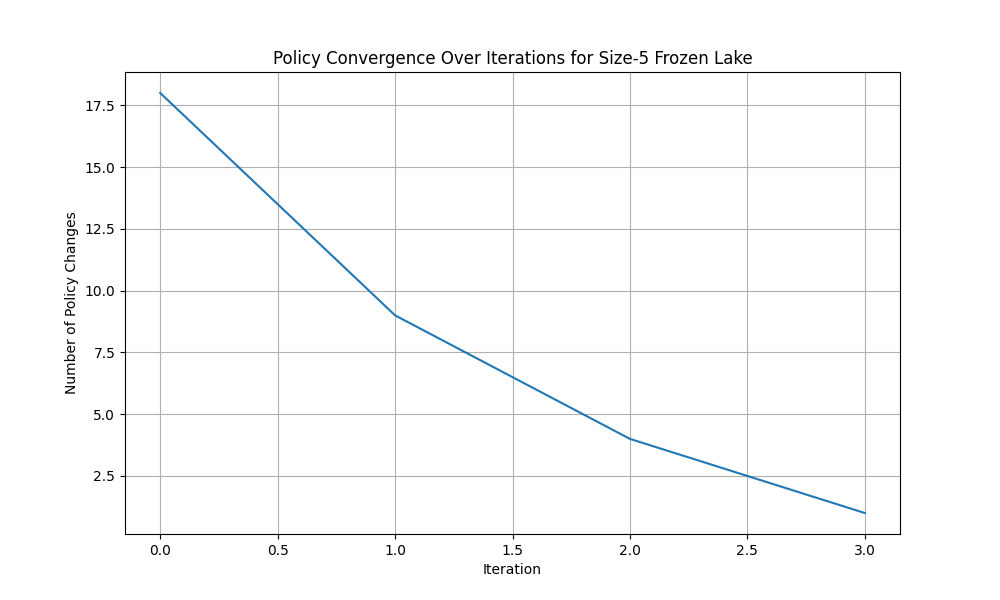 Policy Convergence Over Iterations for Size-5 Frozen Lake
Number of Policy Changes
17.5
15.0
12.5
10.0
7.5
5.0
2.5
0.0 0.5 1.0 1.5 2.0 2.5 3.0
Iteration